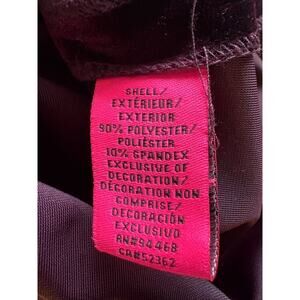 SHELL/
EXTÉRIEUR/
EXTERIOR
90% POLYESTER/
POLIÉSTER
10% SPANDEX
EXCLUSIVE OF
DECORATION/
DÉCORATION NON
COMPRISE/
DECORACIÓN
EXCLUSIVO
RN#94468
CA#52362